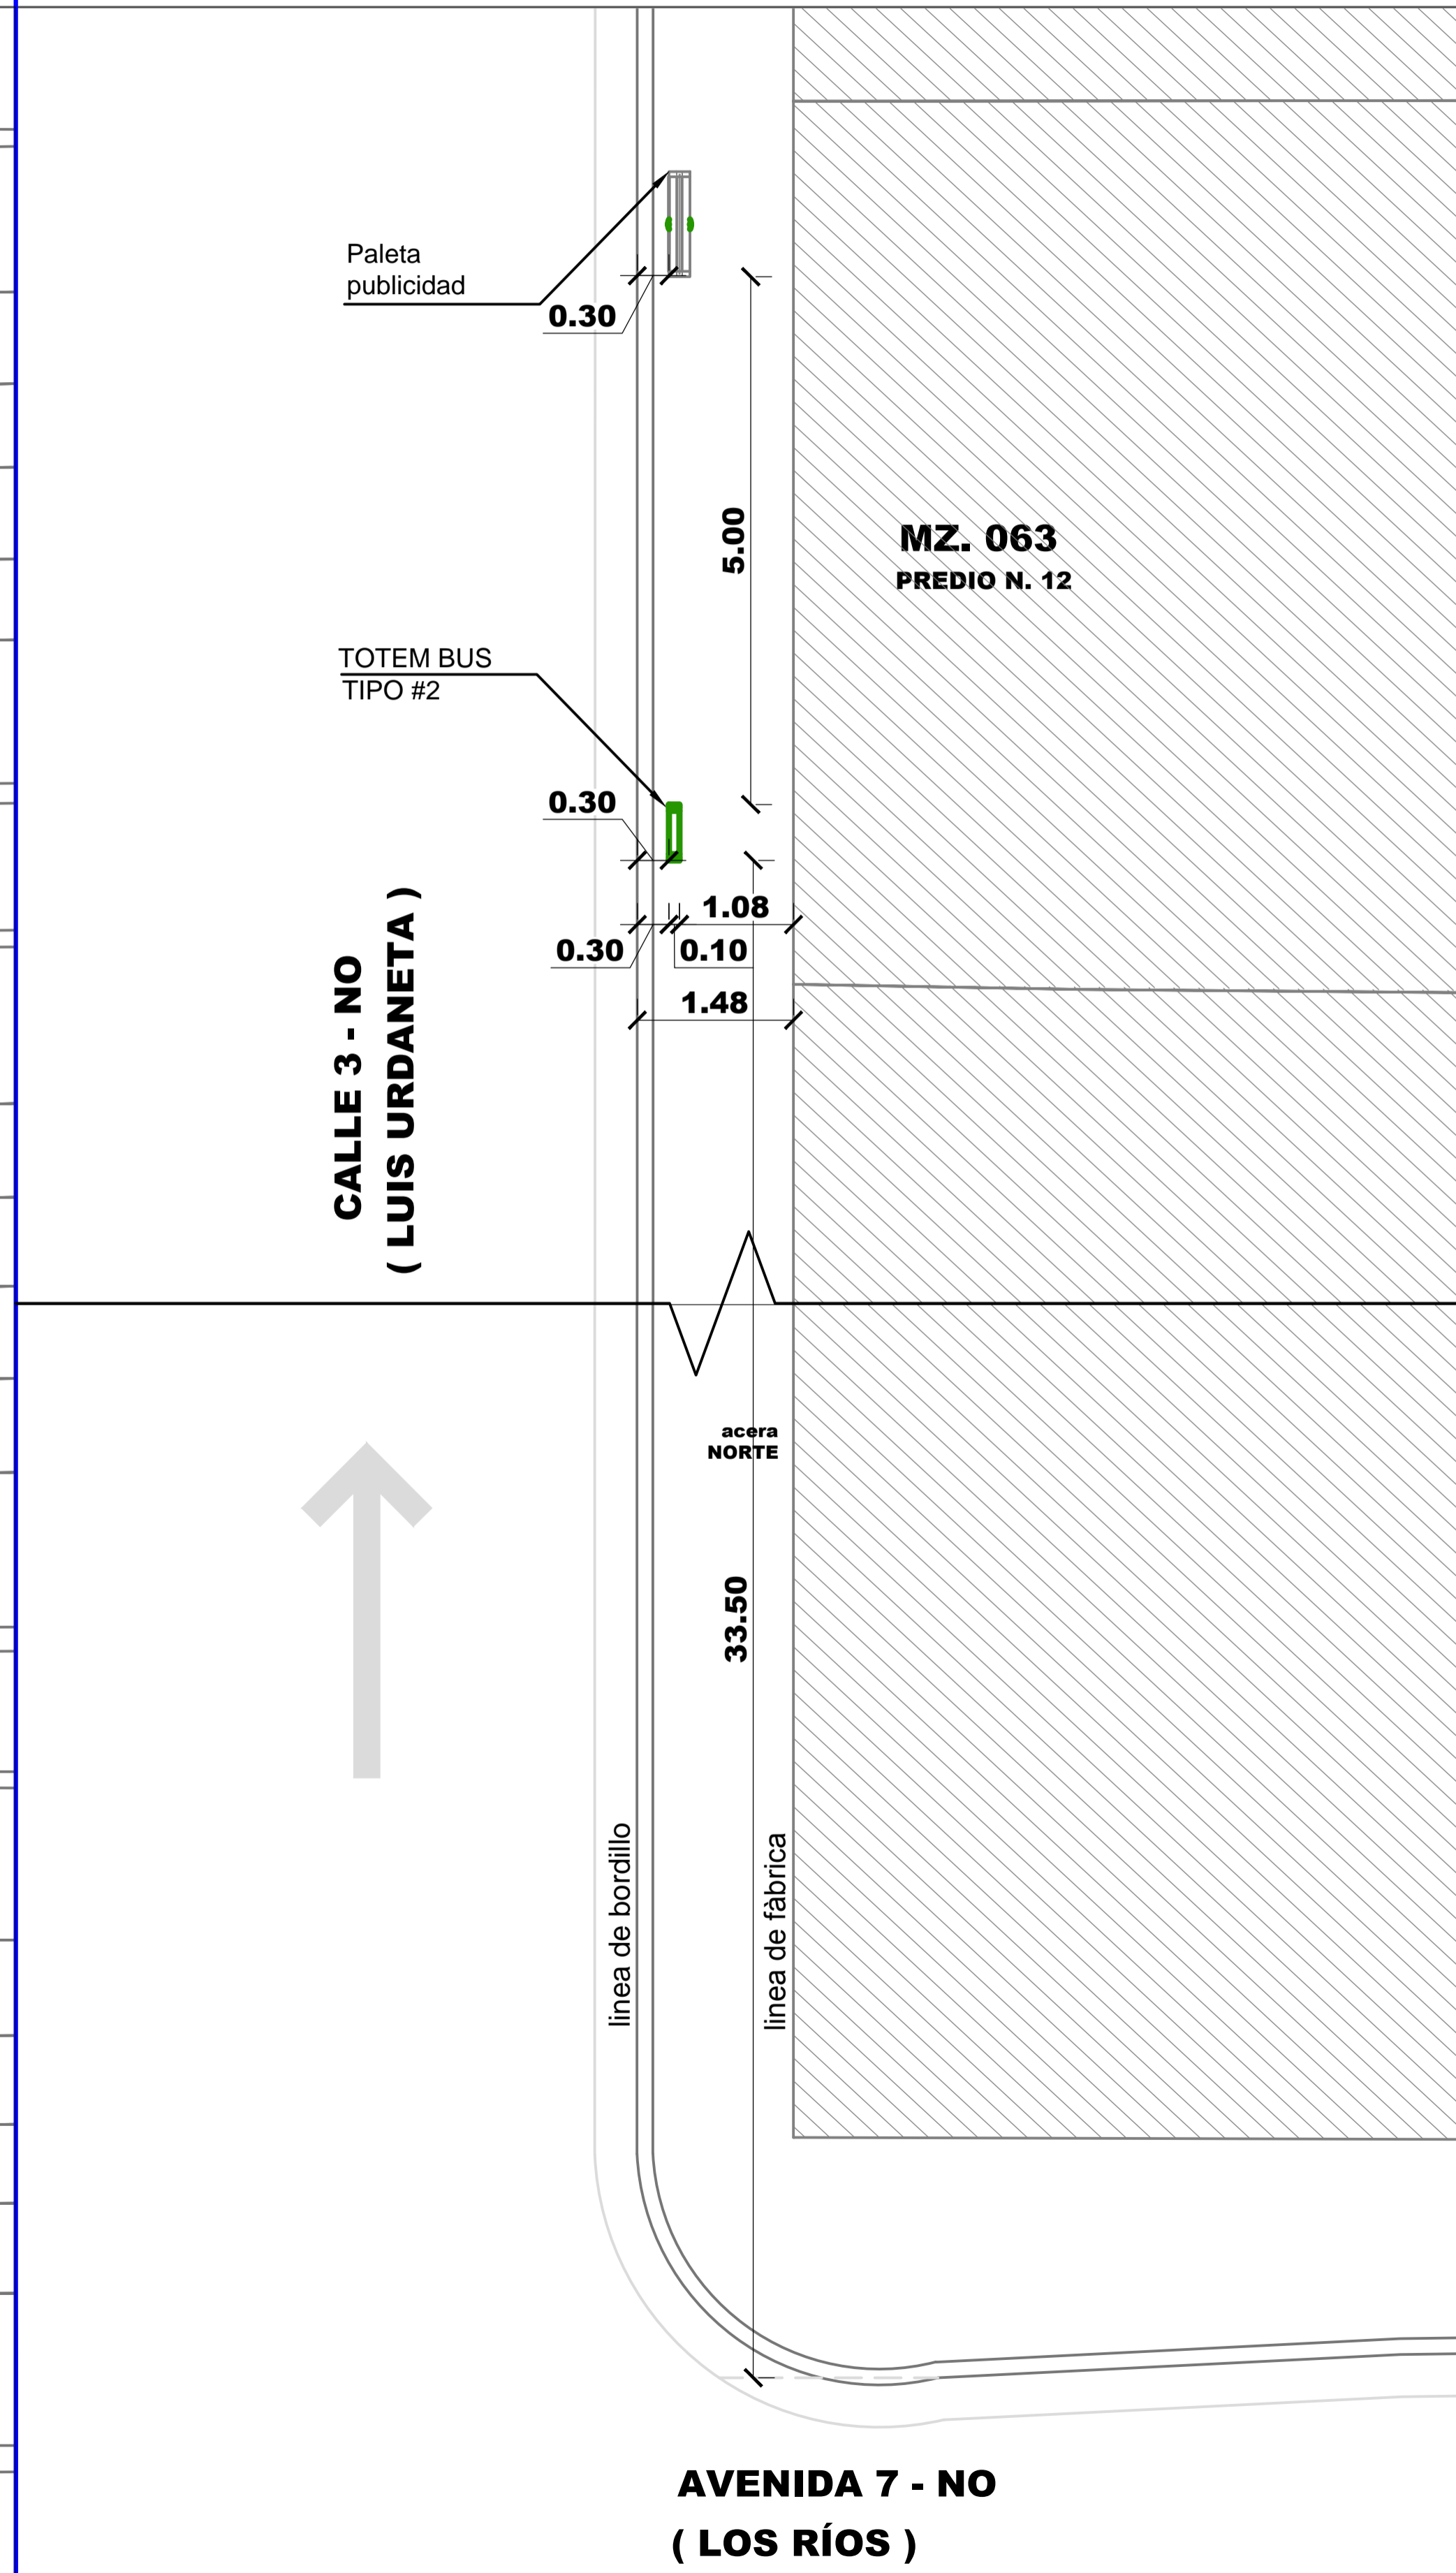 Paleta
publicidad
0.30
5.00
MZ. 063
PREDIO N. 12
TOTEM BUS
TIPO #2
0.30
1.08
0.30
0.10
1.48
CALLE 3 - NO
( LUIS URDANETA )
acera
NORTE
33.50
linea de bordillo
linea de fàbrica
AVENIDA 7 - NO
( LOS RÍOS )